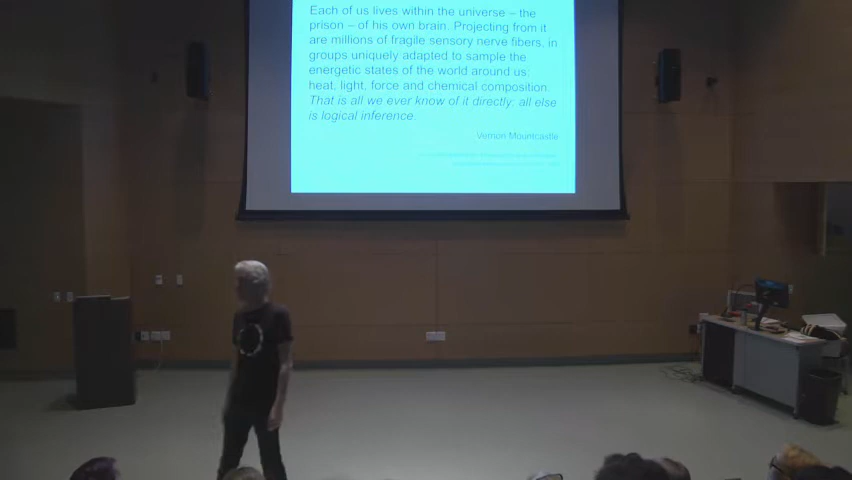 Each of us lives within the universe – the
prison – of his own brain. Projecting from it
are millions of fragile sensory nerve fibers, in
groups uniquely adapted to sample the
energetic states of the world around us:
heat, light, force and chemical composition.
That is all we ever know of it directly; all else
is logical inference.
Vernon Mountcastle